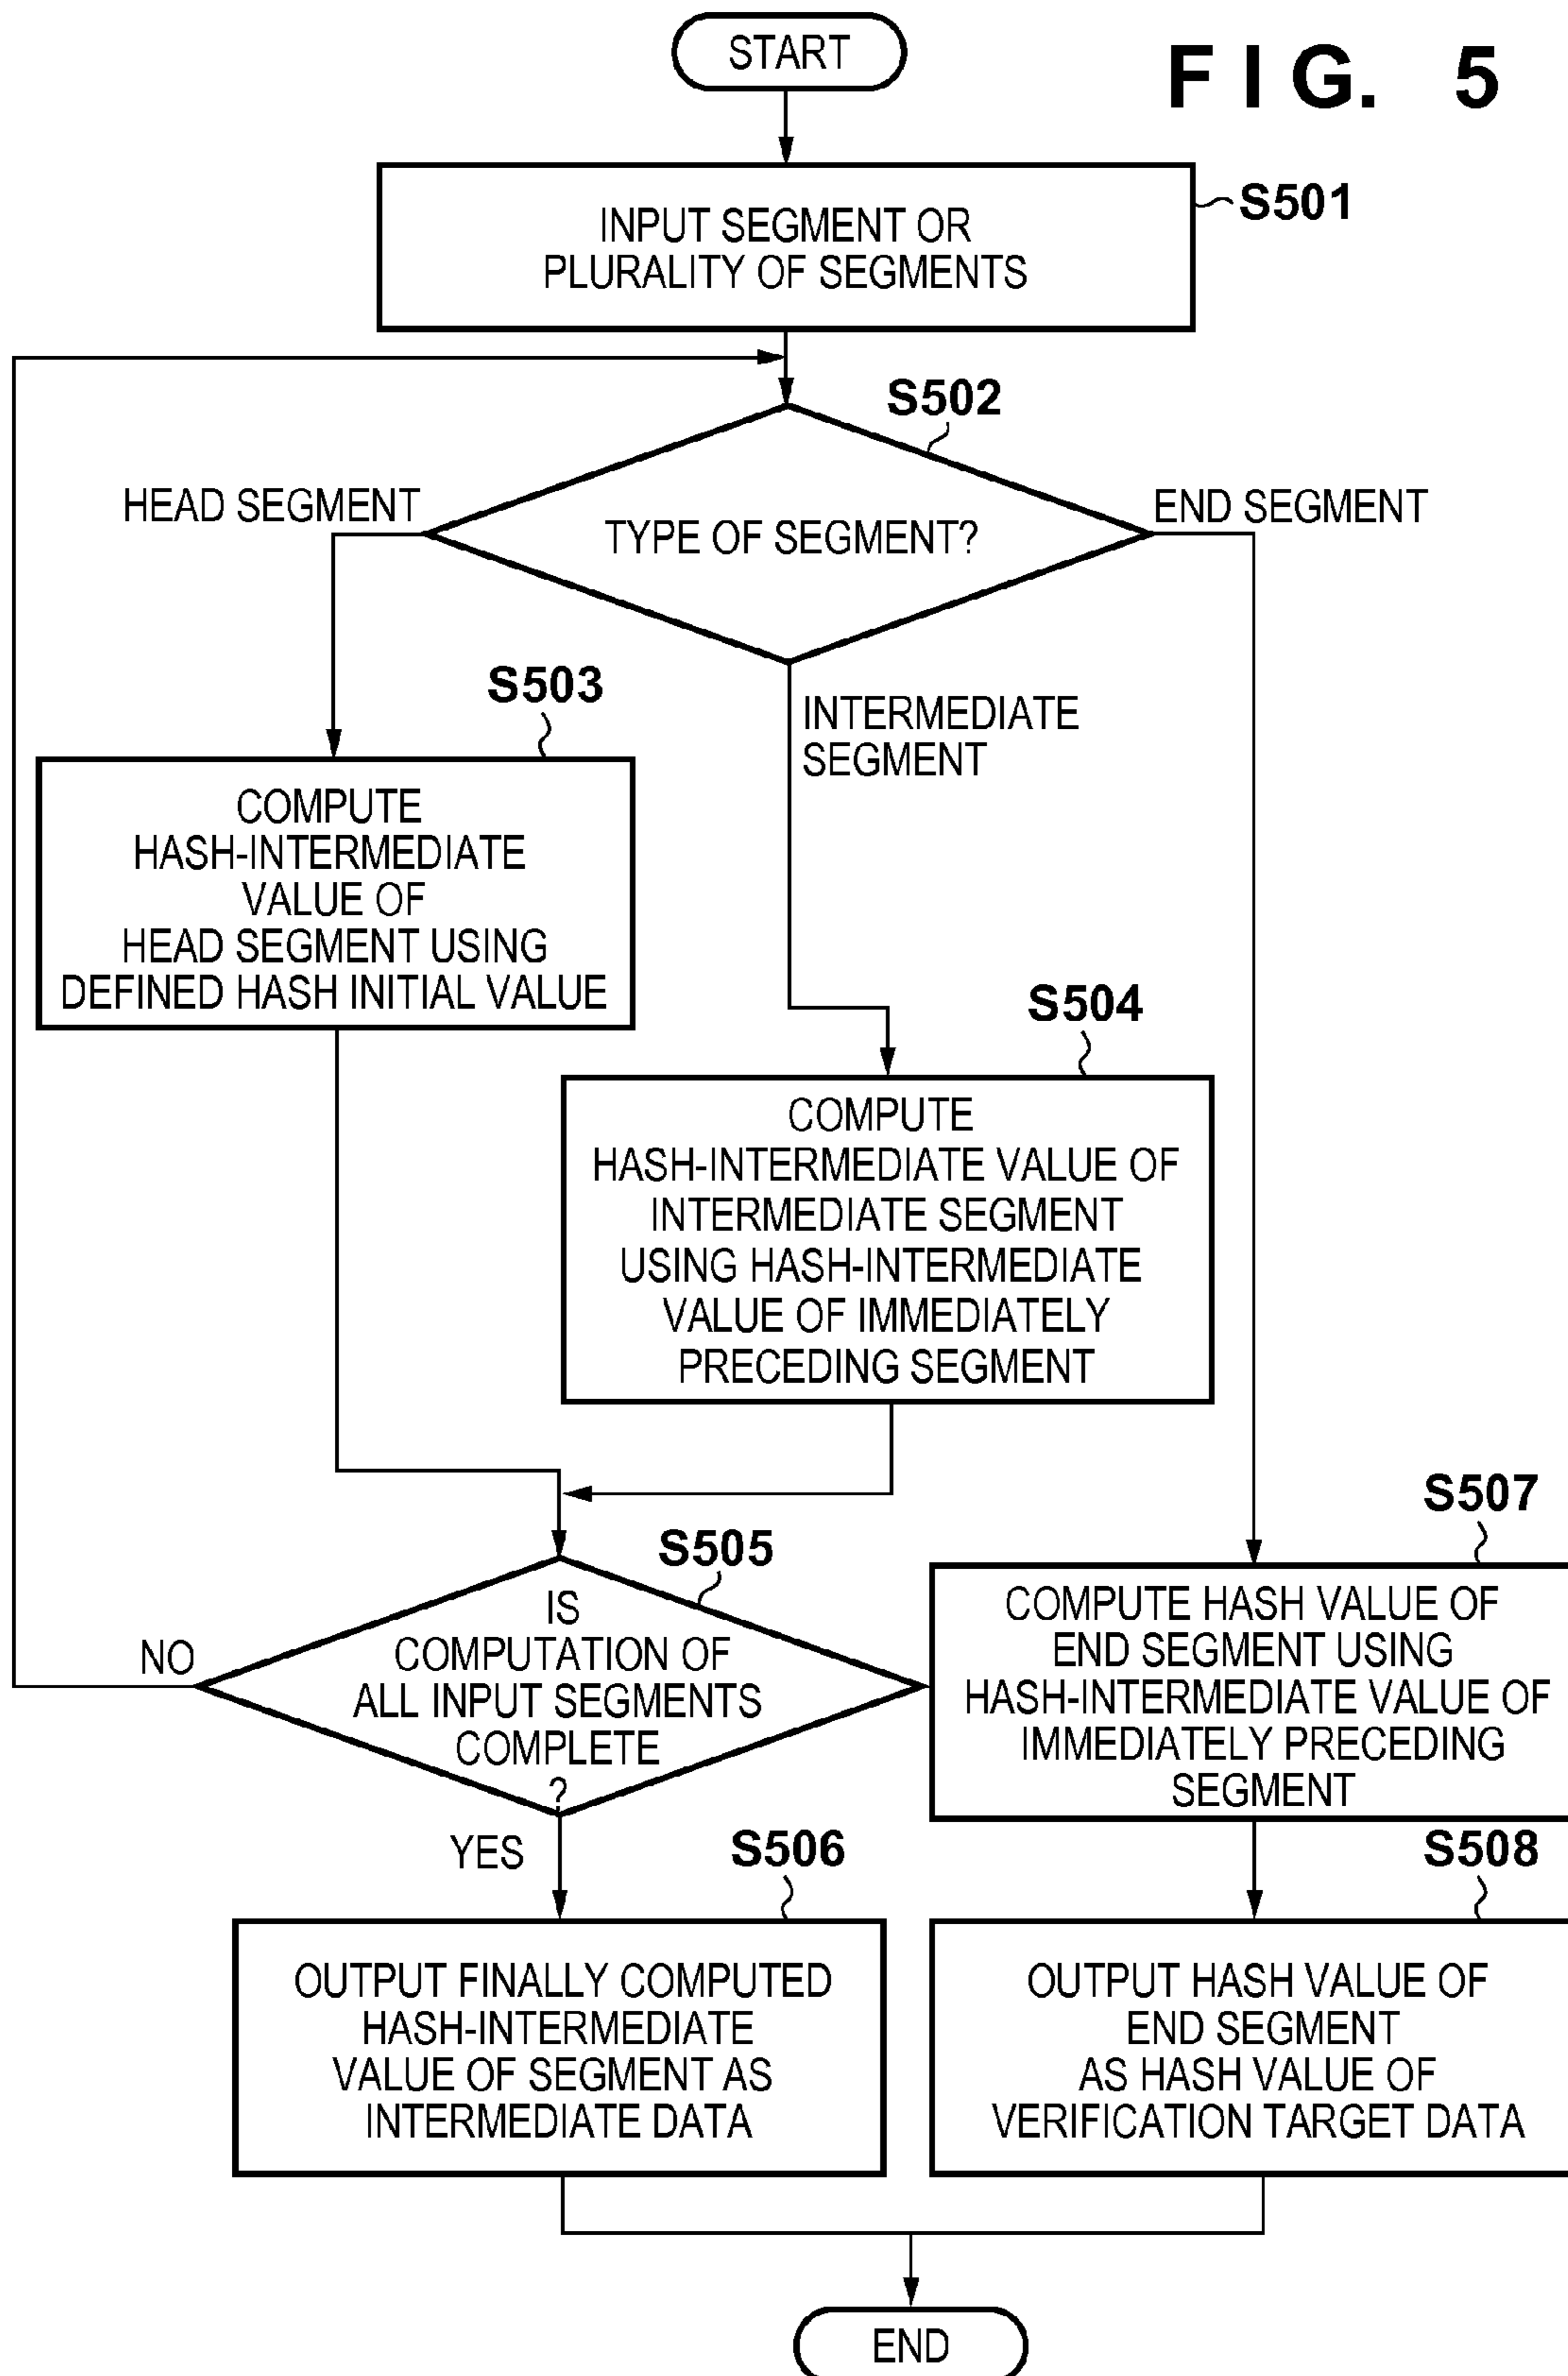 START
F I G. 5
S501
INPUT SEGMENT OR
PLURALITY OF SEGMENTS
S502
HEAD SEGMENT
TYPE OF SEGMENT?
END SEGMENT
S503
INTERMEDIATE
SEGMENT
COMPUTE
HASH-INTERMEDIATE
VALUE OF
HEAD SEGMENT USING
DEFINED HASH INITIAL VALUE
S504
COMPUTE
HASH-INTERMEDIATE VALUE OF
INTERMEDIATE SEGMENT
USING HASH-INTERMEDIATE
VALUE OF IMMEDIATELY
PRECEDING SEGMENT
S505
IS
COMPUTATION OF
ALL INPUT SEGMENTS
COMPLETE
?
NO
YES
S507
COMPUTE HASH VALUE OF
END SEGMENT USING
HASH-INTERMEDIATE VALUE OF
IMMEDIATELY PRECEDING
SEGMENT
S506
OUTPUT FINALLY COMPUTED
HASH-INTERMEDIATE
VALUE OF SEGMENT AS
INTERMEDIATE DATA
S508
OUTPUT HASH VALUE OF
END SEGMENT
AS HASH VALUE OF
VERIFICATION TARGET DATA
END